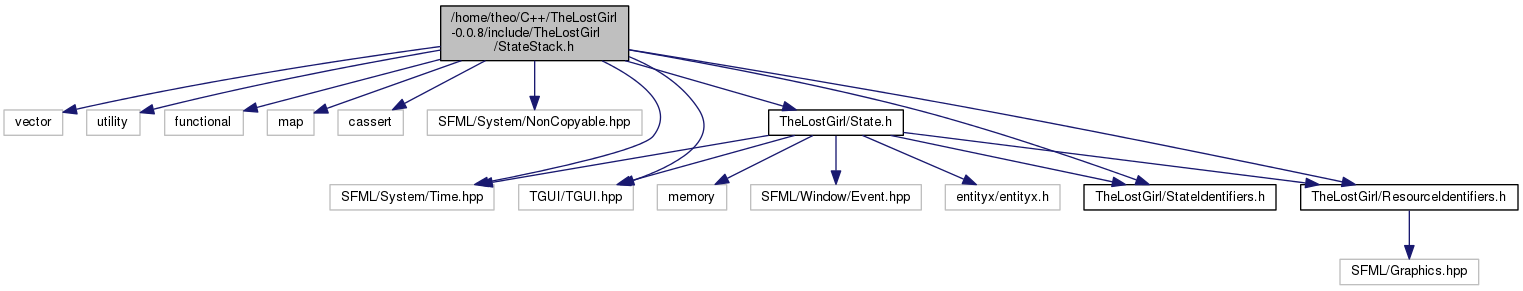 /home/theo/C++/TheLostGirl
-0.0.8/include/TheLostGirl
/StateStack.h
vector
utility
functional
map
cassert
SFML/System/NonCopyable.hpp
TheLostGirl/State.h
SFML/System/Time.hpp
TGUI/TGUI.hpp
memory
SFML/Window/Event.hpp
entityx/entityx.h
TheLostGirl/StateIdentifiers.h
TheLostGirl/ResourceIdentifiers.h
SFML/Graphics.hpp